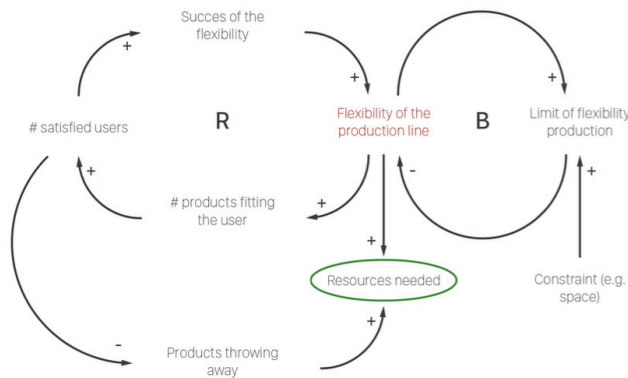 Succes of the
flexibility
+
+
+
# satisfied users
R
Flexibility of the
production line
B
Limit of flexibility
production
+
-
+
# products fitting
the user
+
+
Resources needed
Constraint (e.g.
space)
+
-
Products throwing
away